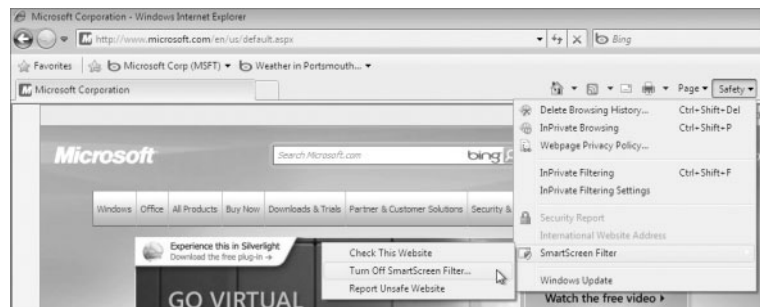 Microsoft Corporation - Windows Internet Explorer
http://www.microsoft.com/en/us/default.aspx
Bing
Favorites
Microsoft Corp (MSFT)
Weather in Portsmouth...
Microsoft Corporation
Page
Safety
Delete Browsing History... Ctrl+Shift+Del
InPrivate Browsing Ctrl+Shift+P
Webpage Privacy Policy...
InPrivate Filtering Ctrl+Shift+F
InPrivate Filtering Settings
Security Report
International Website Address
SmartScreen Filter
Windows Update
Microsoft
Search Microsoft.com
bing
Windows Office All Products Buy Now Downloads & Trials Partner & Customer Solutions Security &
Experience this in Silverlight
Download the free plug-in →
Check This Website
Turn Off SmartScreen Filter...
Report Unsafe Website
GO VIRTUAL
Watch the free video